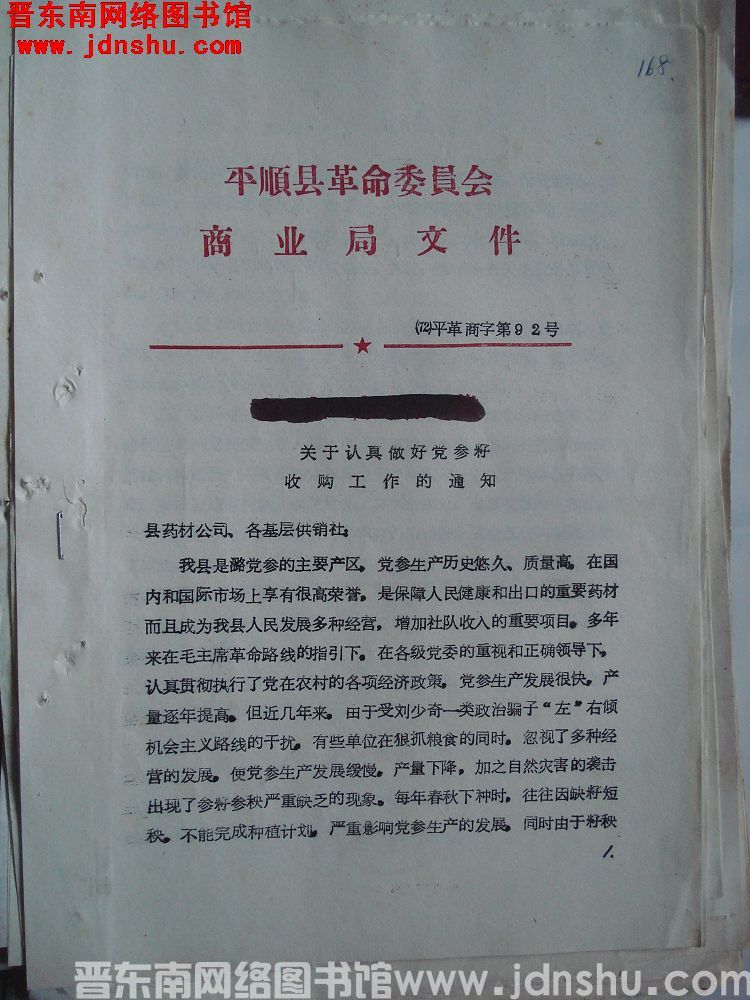 晋东南网络图书馆
www.jdnshu.com
168.
平順县革命委員会
商业局文件
(72)平革商字第92号
关于认真做好党参籽
收购工作的通知
县药材公司、各基层供销社:
我县是潞党参的主要产区。党参生产历史悠久、质量高。在国
内和国际市场上享有很高荣誉。是保障人民健康和出口的重要药材
而且成为我县人民发展多种经营,增加社队收入的重要项目。多年
来在毛主席革命路线的指引下。在各级党委的重视和正确领导下。
认真贯彻执行了党在农村的各项经济政策。党参生产发展很快。产
量逐年提高。但近几年来。由于受刘少奇一类政治骗子“左”右倾
机会主义路线的干扰。有些单位在狠抓粮食的同时。忽视了多种经
营的发展。使党参生产发展缓慢。产量下降。加之自然灾害的袭击
出现了参籽参秧严重缺乏的现象。每年春秋下种时。往往因缺籽短
秧。不能完成种植计划。严重影响党参生产的发展。同时由于籽秧
1.
晋东南网络图书馆www.jdnshu.com